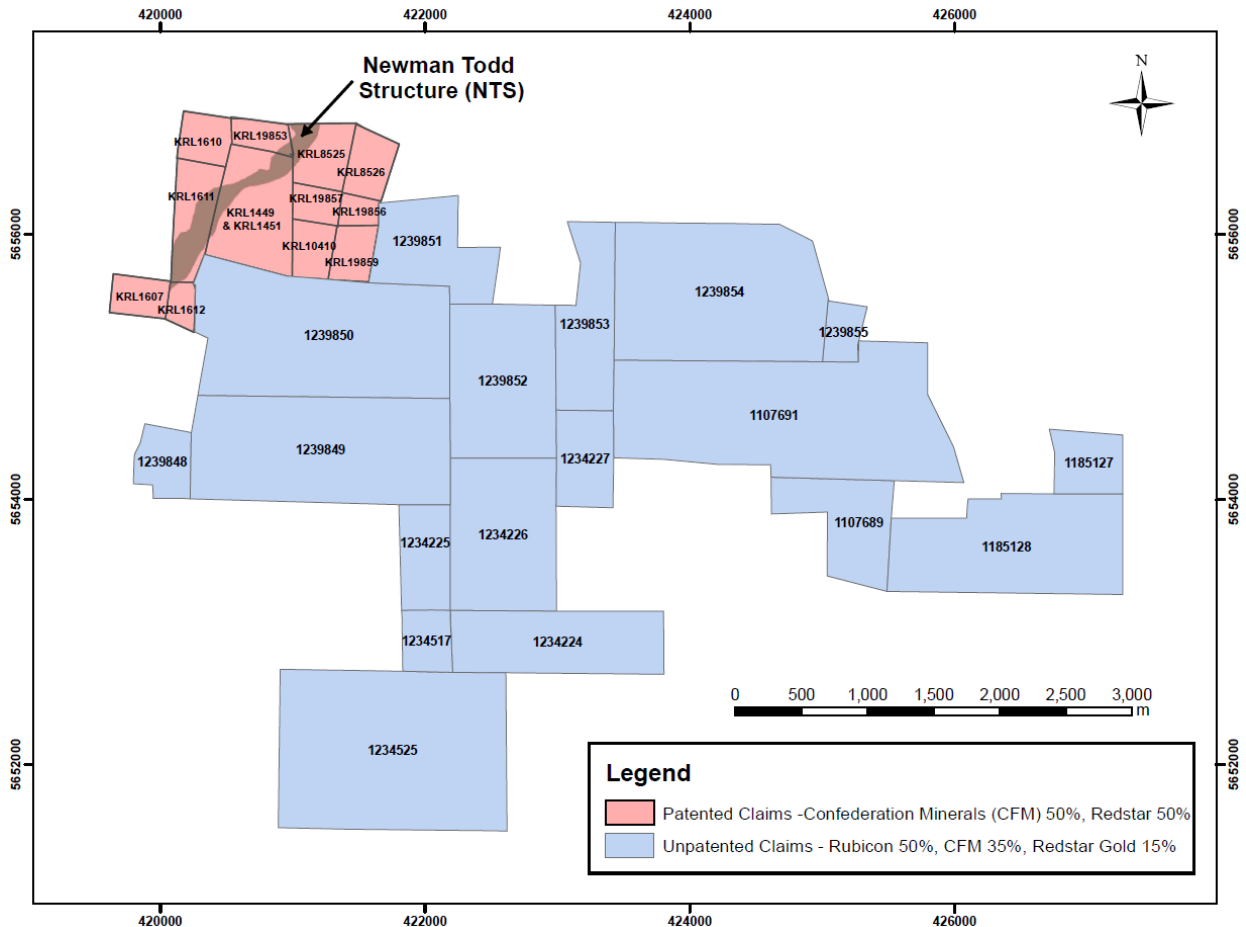 420000
422000
424000
426000
Newman Todd
Structure (NTS)
N
KRL19853
KRL1610
KRL8525
KRL8526
KRL1611
KRL19857
KRL1449
& KRL1451
KRL19856
5656000
5656000
KRL10410
1239851
KRL19859
1239854
KRL1607
KRL1612
1239853
1239850
1239855
1239852
1107691
1239849
1239848
1234227
1185127
5654000
5654000
1107689
1234226
1234225
1185128
1234517
1234224
0 500 1,000 1,500 2,000 2,500 3,000
m
1234525
5652000
5652000
Legend
Patented Claims -Confederation Minerals (CFM) 50%, Redstar 50%
Unpatented Claims - Rubicon 50%, CFM 35%, Redstar Gold 15%
420000
422000
424000
426000